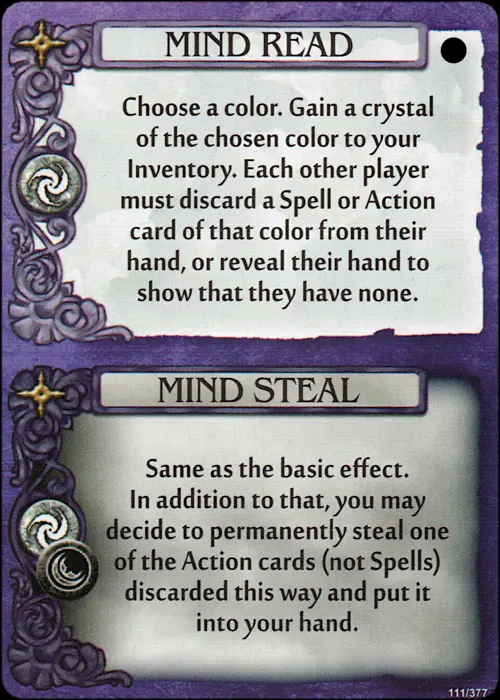 MIND READ
Choose a color. Gain a crystal
of the chosen color to your
Inventory. Each other player
must discard a Spell or Action
card of that color from their
hand, or reveal their hand to
show that they have none.
MIND STEAL
Same as the basic effect.
In addition to that, you may
decide to permanently steal one
of the Action cards (not Spells)
discarded this way and put it
into your hand.
111/377